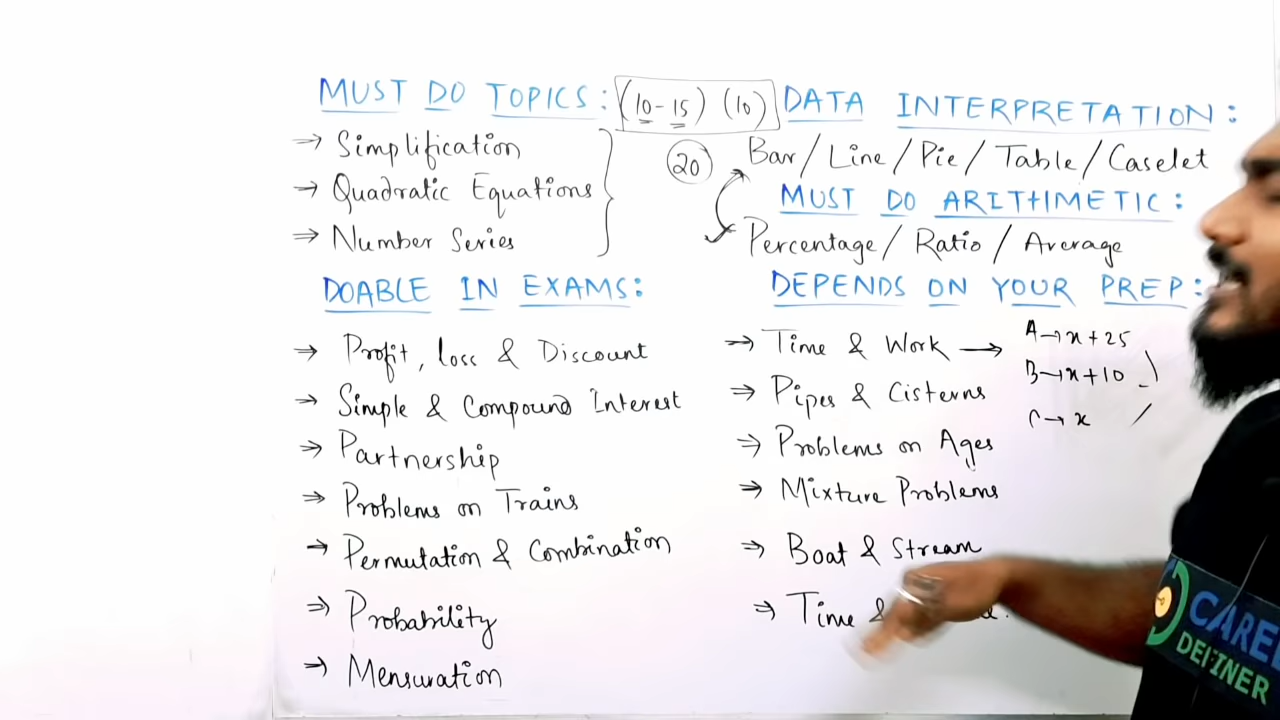 MUST DO TOPICS: (10-15) (10)
→ Simplification
→ Quadratic Equations
→ Number Series
20
DATA INTERPRETATION:
Bar/Line/Pie/Table/Caselet
MUST DO ARITHMETIC:
Percentage/Ratio/Average
DOABLE IN EXAMS:
→ Profit, loss & Discount
→ Simple & Compound Interest
→ Partnership
→ Problems on Trains
→ Permutation & Combination
→ Probability
→ Mensuration
DEPENDS ON YOUR PREP:
→ Time & Work →
A→x+25
B→x+10
C→x
→ Pipes & Cisterns
→ Problems on Ages
→ Mixture Problems
→ Boat & Stream
→ Time &
DEFINER